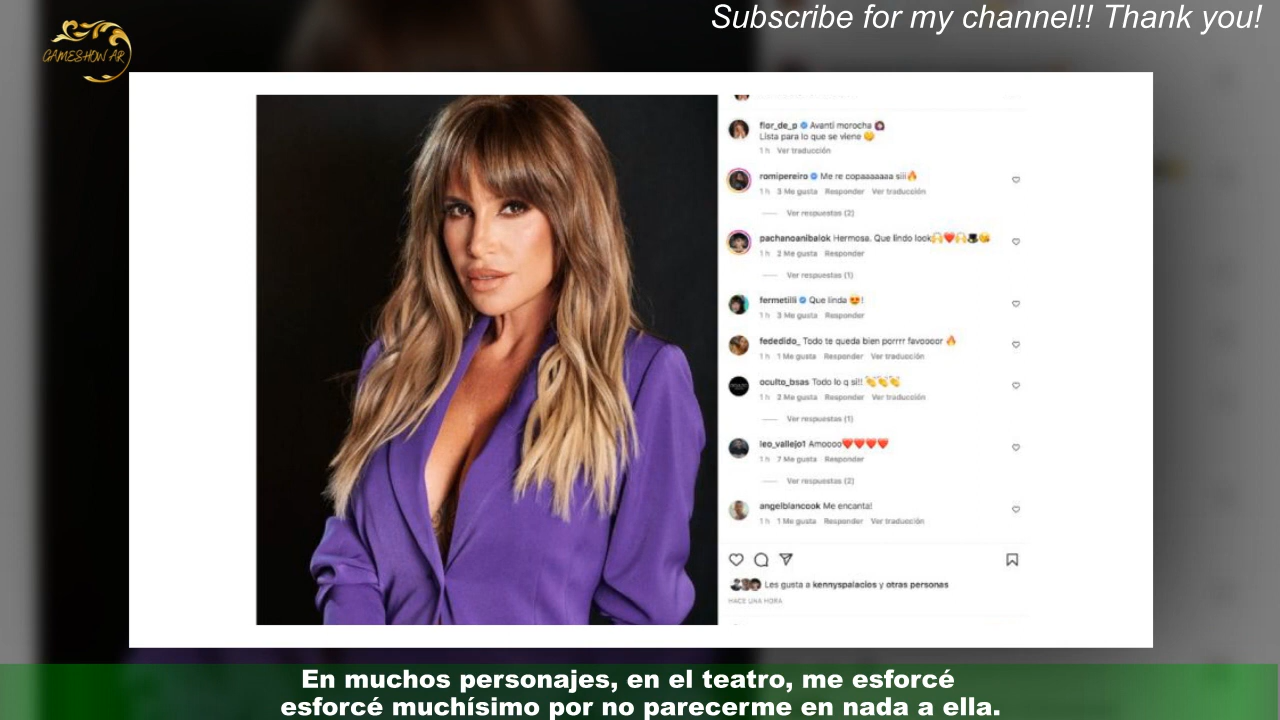 Subscribe for my channel!! Thank you!
GAMESHOW AR
flor_de_p Avanti morocha
Lista para lo que se viene
1 h Ver traducción
romipereiro Me re copaaaaaaa siii
1 h 3 Me gusta Responder Ver traducción
Ver respuestas (2)
pachanoanibalok Hermosa. Que lindo look
1 h 2 Me gusta Responder
Ver respuestas (1)
fermetilli Que linda !
1 h 3 Me gusta Responder
fededido_ Todo te queda bien porrrr favoooor
1 h 1 Me gusta Responder Ver traducción
oculto_bsas Todo lo q si!!
1 h 2 Me gusta Responder Ver traducción
Ver respuestas (1)
leo_vallejo1 Amoooo
1 h 7 Me gusta Responder
Ver respuestas (2)
angelblancook Me encanta!
1 h 1 Me gusta Responder Ver traducción
Les gusta a kennyspalacios y otras personas
HACE UNA HORA
En muchos personajes, en el teatro, me esforcé
esforcé muchísimo por no parecerme en nada a ella.